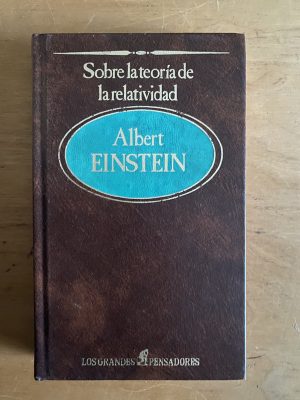 Sobre la teoría de
la relatividad
Albert
EINSTEIN
LOS GRANDES PENSADORES